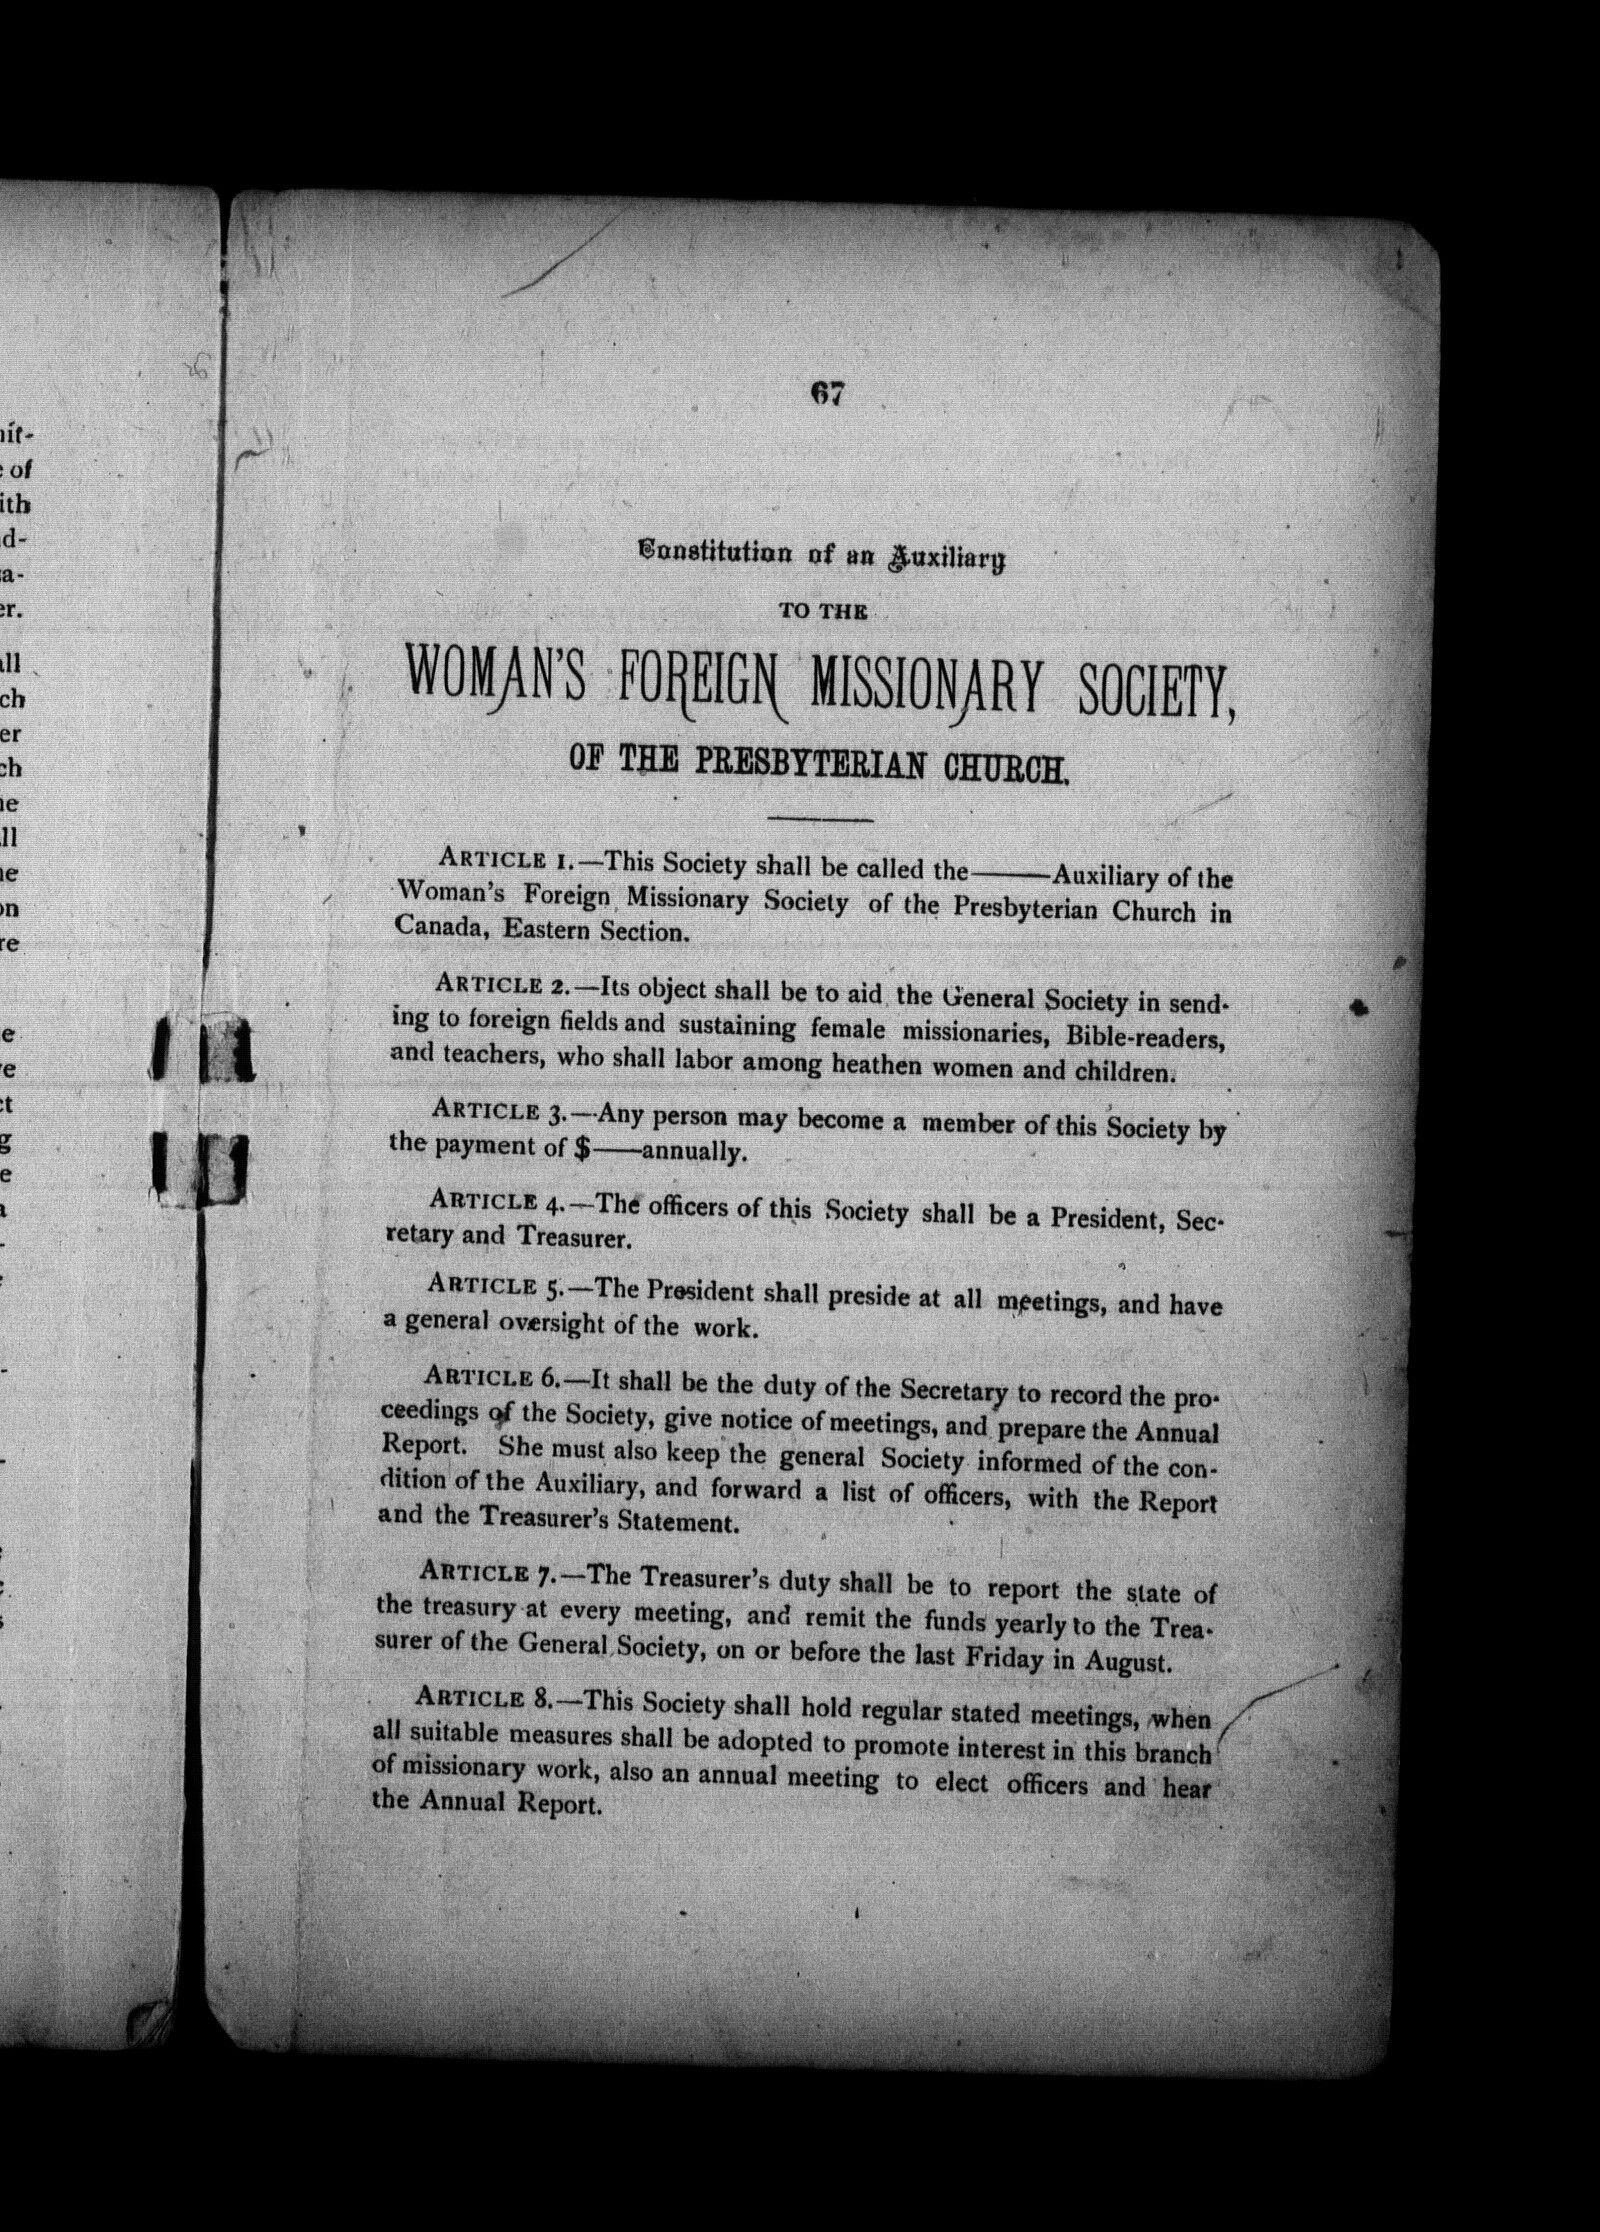 67
Constitution of an Auxiliary
TO THE
WOMAN'S FOREIGN MISSIONARY SOCIETY,
OF THE PRESBYTERIAN CHURCH.
ARTICLE 1.—This Society shall be called the———Auxiliary of the
Woman's Foreign Missionary Society of the Presbyterian Church in
Canada, Eastern Section.
ARTICLE 2.—Its object shall be to aid the General Society in send-
ing to foreign fields and sustaining female missionaries, Bible-readers,
and teachers, who shall labor among heathen women and children.
ARTICLE 3.—Any person may become a member of this Society by
the payment of $——annually.
ARTICLE 4.—The officers of this Society shall be a President, Sec-
retary and Treasurer.
ARTICLE 5.—The President shall preside at all meetings, and have
a general oversight of the work.
ARTICLE 6.—It shall be the duty of the Secretary to record the pro-
ceedings of the Society, give notice of meetings, and prepare the Annual
Report. She must also keep the general Society informed of the con-
dition of the Auxiliary, and forward a list of officers, with the Report
and the Treasurer's Statement.
ARTICLE 7.—The Treasurer's duty shall be to report the state of
the treasury at every meeting, and remit the funds yearly to the Trea-
surer of the General Society, on or before the last Friday in August.
ARTICLE 8.—This Society shall hold regular stated meetings, when
all suitable measures shall be adopted to promote interest in this branch
of missionary work, also an annual meeting to elect officers and hear
the Annual Report.